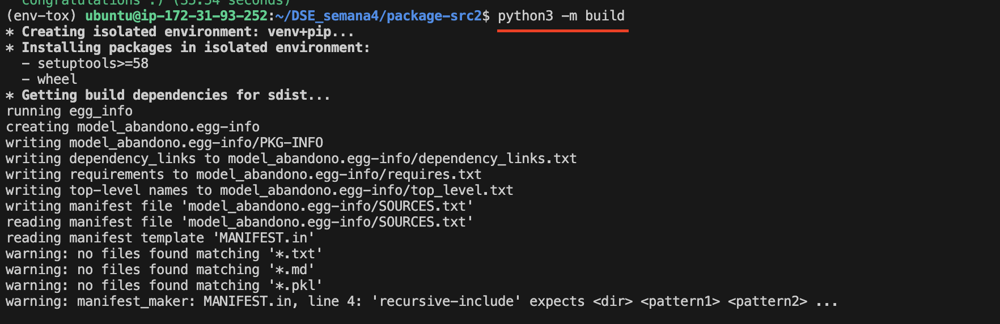 congratulations :) (35.54 seconds)
(env-tox) ubuntu@ip-172-31-93-252:~/DSE_semana4/package-src2$ python3 -m build
* Creating isolated environment: venv+pip...
* Installing packages in isolated environment:
  - setuptools>=58
  - wheel
* Getting build dependencies for sdist...
running egg_info
creating model_abandono.egg-info
writing model_abandono.egg-info/PKG-INFO
writing dependency_links to model_abandono.egg-info/dependency_links.txt
writing requirements to model_abandono.egg-info/requires.txt
writing top-level names to model_abandono.egg-info/top_level.txt
writing manifest file 'model_abandono.egg-info/SOURCES.txt'
reading manifest file 'model_abandono.egg-info/SOURCES.txt'
reading manifest template 'MANIFEST.in'
warning: no files found matching '*.txt'
warning: no files found matching '*.md'
warning: no files found matching '*.pkl'
warning: manifest_maker: MANIFEST.in, line 4: 'recursive-include' expects <dir> <pattern1> <pattern2> ...